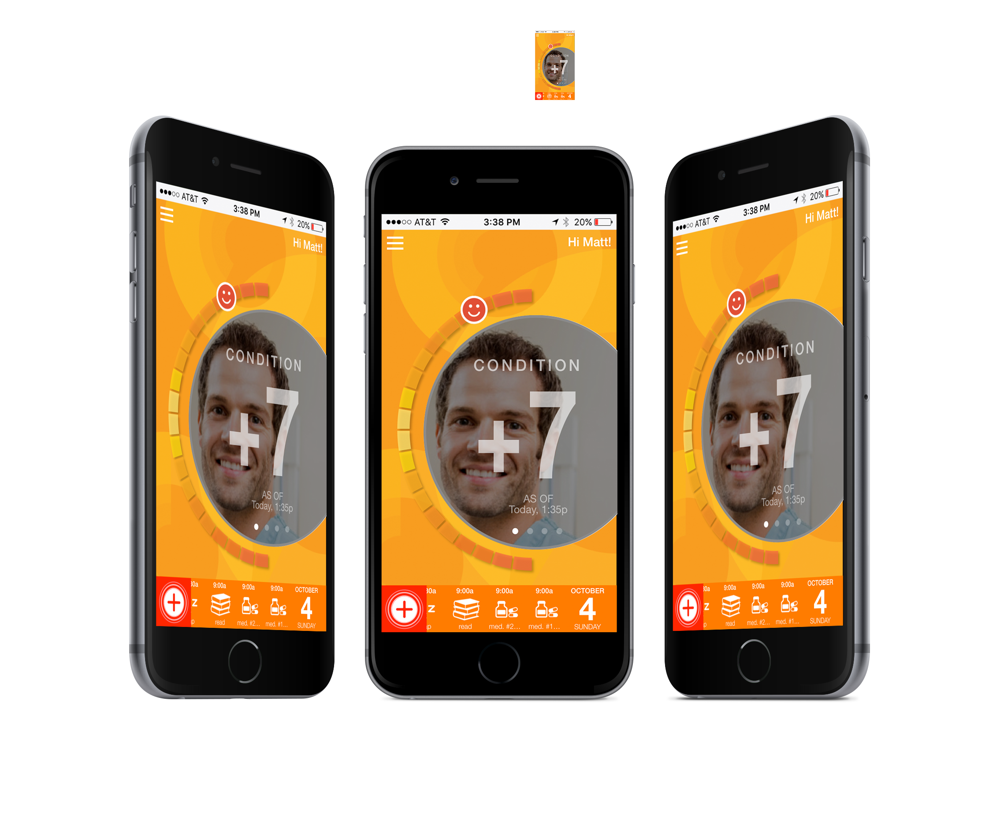 CONDITION
+7
AT&T 3:38 PM 20%
Hi Matt!
CONDITION
+7
AS OF
Today, 1:35p
30a 9:00a 9:00a 9:00a OCTOBER
z 4
p read med. #2... med. #1... SUNDAY
AT&T 3:38 PM 20%
Hi Matt!
CONDITION
+7
AS OF
Today, 1:35p
30a 9:00a 9:00a 9:00a OCTOBER
z 4
ap read med. #2... med. #1... SUNDAY
AT&T 3:38 PM 20%
Hi Matt!
CONDITION
+7
AS OF
Today, 1:35p
30a 9:00a 9:00a 9:00a OCTOBER
z 4
p read med. #2... med. #1... SUNDAY